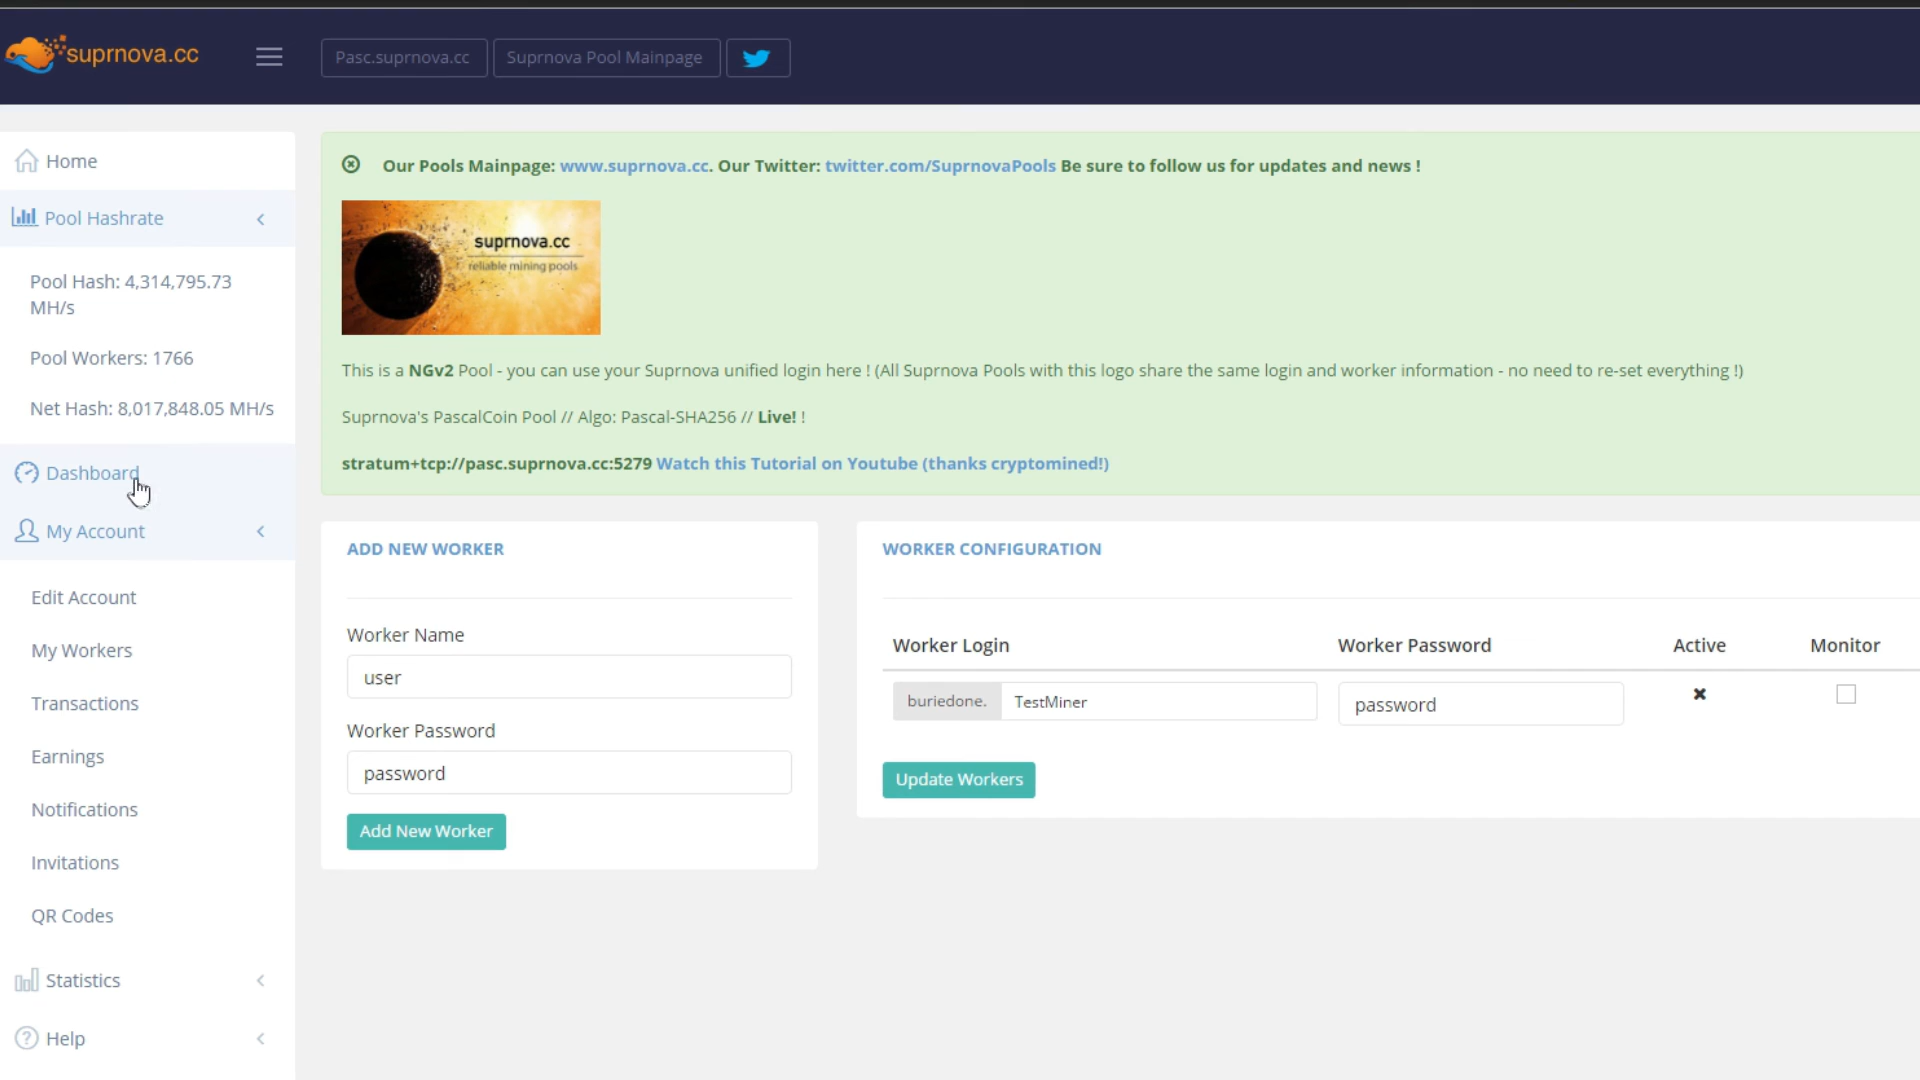 suprnova.cc
Pasc.suprnova.cc
Suprnova Pool Mainpage
Home
Pool Hashrate
Pool Hash: 4,314,795.73
MH/s
Pool Workers: 1766
Net Hash: 8,017,848.05 MH/s
Dashboard
My Account
Edit Account
My Workers
Transactions
Earnings
Notifications
Invitations
QR Codes
Statistics
Help
Our Pools Mainpage: www.suprnova.cc. Our Twitter: twitter.com/SuprnovaPools Be sure to follow us for updates and news !
suprnova.cc
reliable mining pools
This is a NGv2 Pool - you can use your Suprnova unified login here ! (All Suprnova Pools with this logo share the same login and worker information - no need to re-set everything !)
Suprnova's PascalCoin Pool // Algo: Pascal-SHA256 // Live! !
stratum+tcp://pasc.suprnova.cc:5279 Watch this Tutorial on Youtube (thanks cryptomined!)
ADD NEW WORKER
Worker Name
user
Worker Password
password
Add New Worker
WORKER CONFIGURATION
Worker Login Worker Password Active Monitor
buriedone. TestMiner password
Update Workers